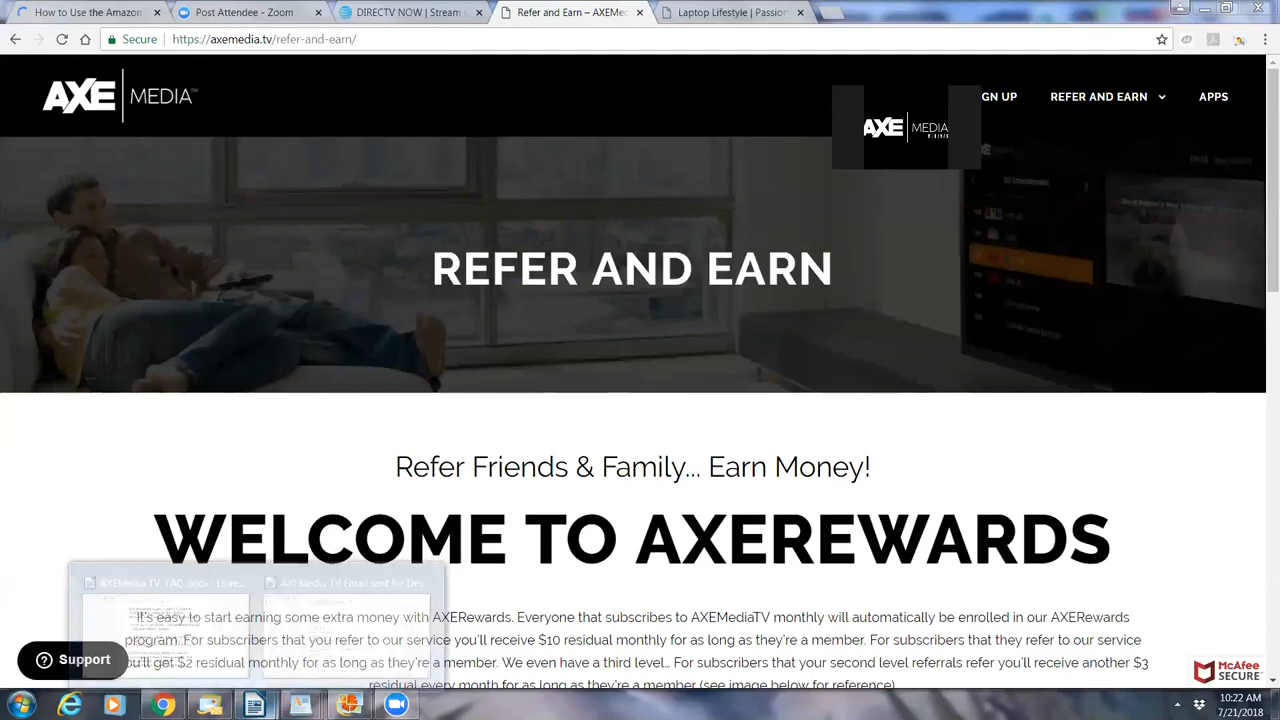 How to Use the Amazon
Post Attendee - Zoom
DIRECTV NOW | Stream
Refer and Earn – AXEMe
Laptop Lifestyle | Passion
Secure
https://axemedia.tv/refer-and-earn/
AXE MEDIA™
GN UP
REFER AND EARN
APPS
AXE MEDIA
REFER AND EARN
Refer Friends & Family... Earn Money!
WELCOME TO AXEREWARDS
It's easy to start earning some extra money with AXERewards. Everyone that subscribes to AXEMediaTV monthly will automatically be enrolled in our AXERewards
program. For subscribers that you refer to our service you'll receive $10 residual monthly for as long as they're a member. For subscribers that they refer to our service
you'll get $2 residual monthly for as long as they're a member. We even have a third level... For subscribers that your second level referrals refer you'll receive another $3
residual every month for as long as they're a member (see image below for reference)
Support
McAfee
SECURE
10:22 AM
7/21/2018